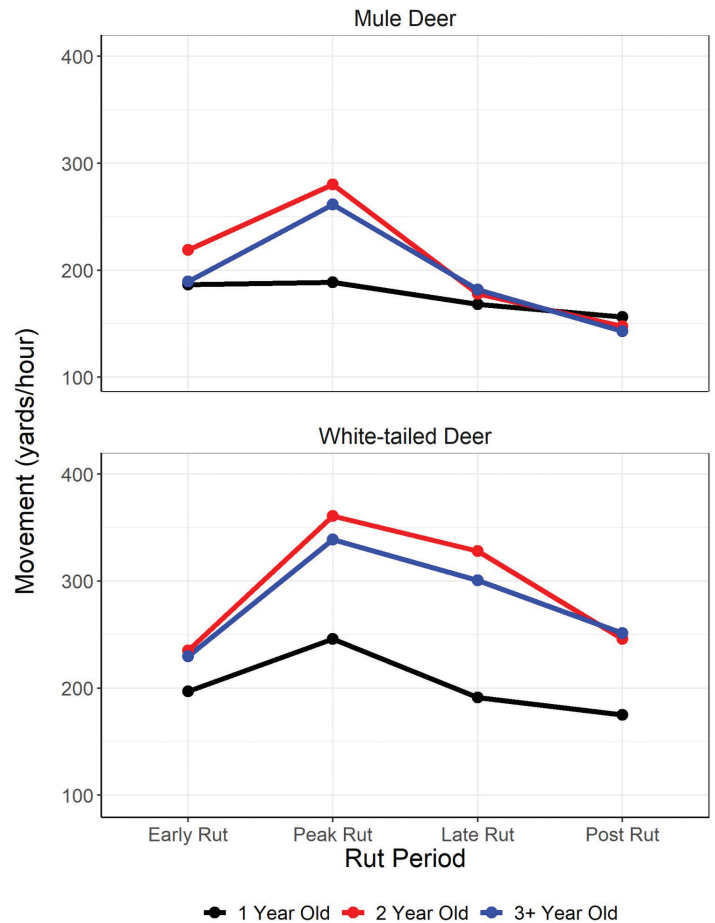 Mule Deer
400
300
200
100
Movement (yards/hour)
White-tailed Deer
400
300
200
100
Early Rut Peak Rut Late Rut Post Rut
Rut Period
1 Year Old 2 Year Old 3+ Year Old